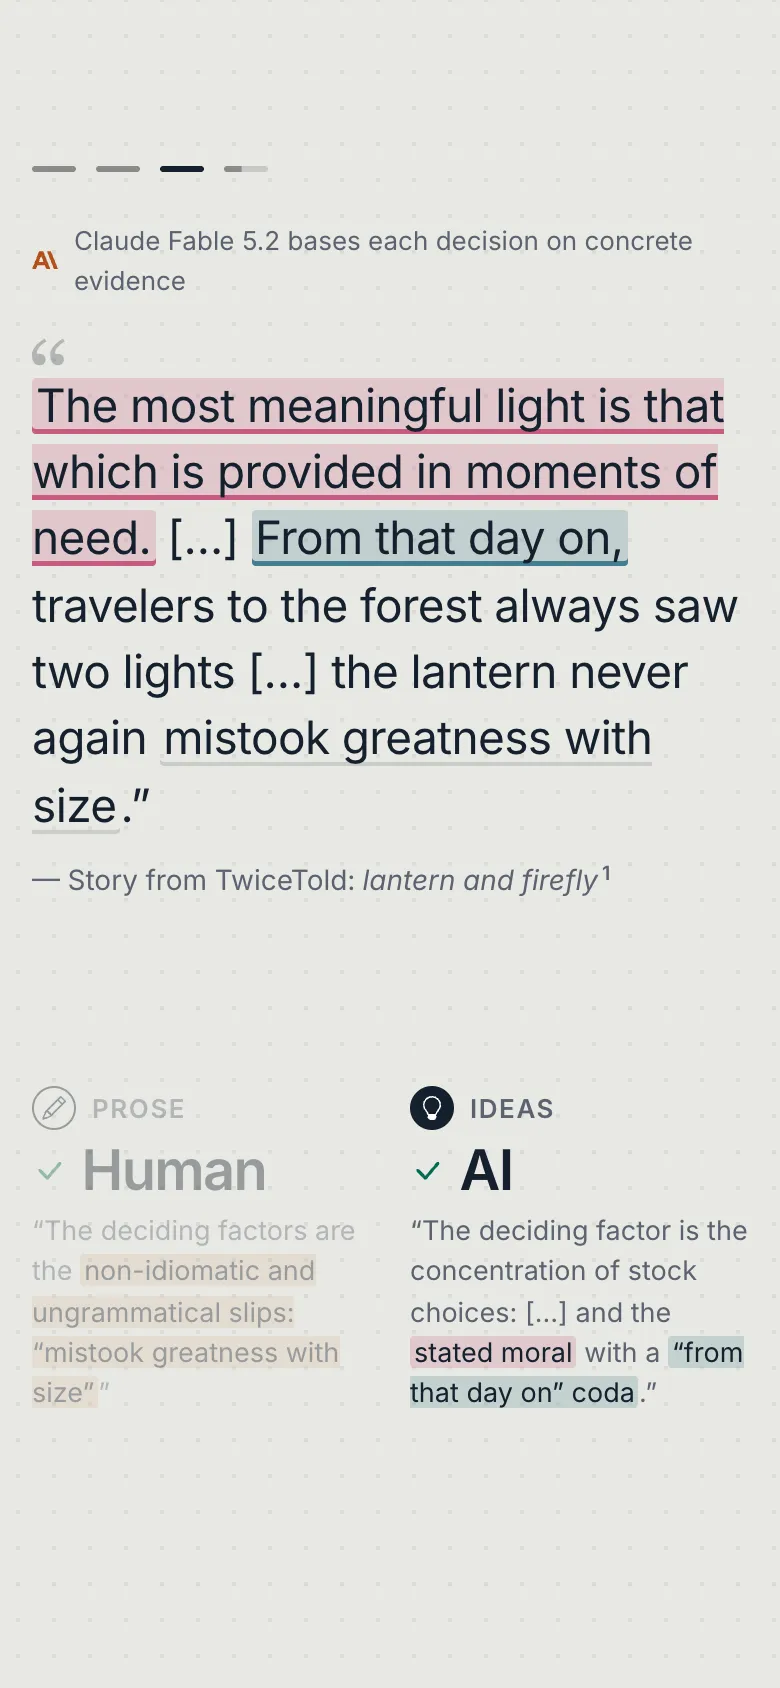 Claude Fable 5.2 bases each decision on concrete
evidence
“
The most meaningful light is that
which is provided in moments of
need. [...] From that day on,
travelers to the forest always saw
two lights [...] the lantern never
again mistook greatness with
size.”
— Story from TwiceTold: lantern and firefly¹
PROSE
Human
“The deciding factors are
the non-idiomatic and
ungrammatical slips:
“mistook greatness with
size””
IDEAS
AI
“The deciding factor is the
concentration of stock
choices: [...] and the
stated moral with a “from
that day on” coda.”